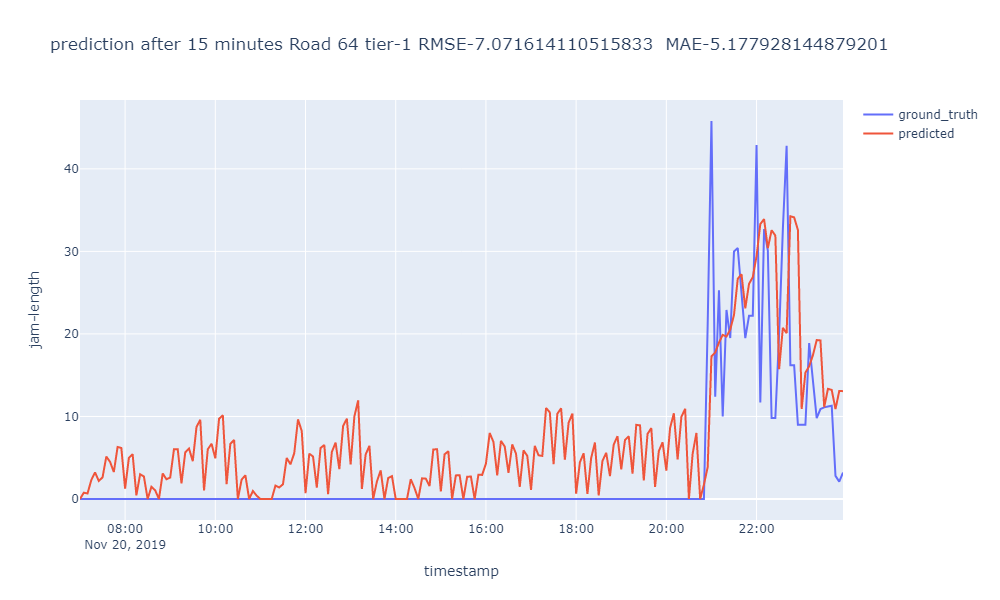 prediction after 15 minutes Road 64 tier-1 RMSE-7.071614110515833  MAE-5.177928144879201
ground_truth
predicted
jam-length
40
30
20
10
0
08:00 10:00 12:00 14:00 16:00 18:00 20:00 22:00
Nov 20, 2019
timestamp